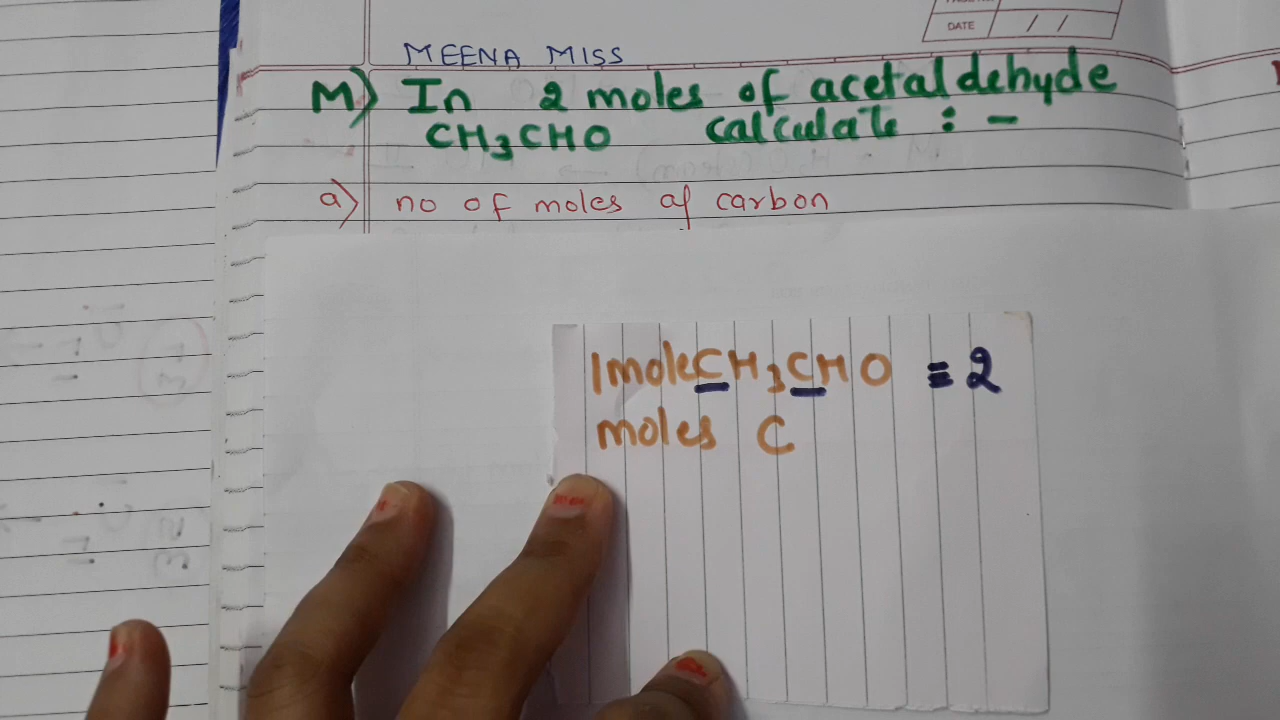 DATE / /
MEENA MISS
M) In 2 moles of acetaldehyde
CH3CHO calculate : -
a) no of moles of carbon
1mole CH3CHO ≡ 2
moles C